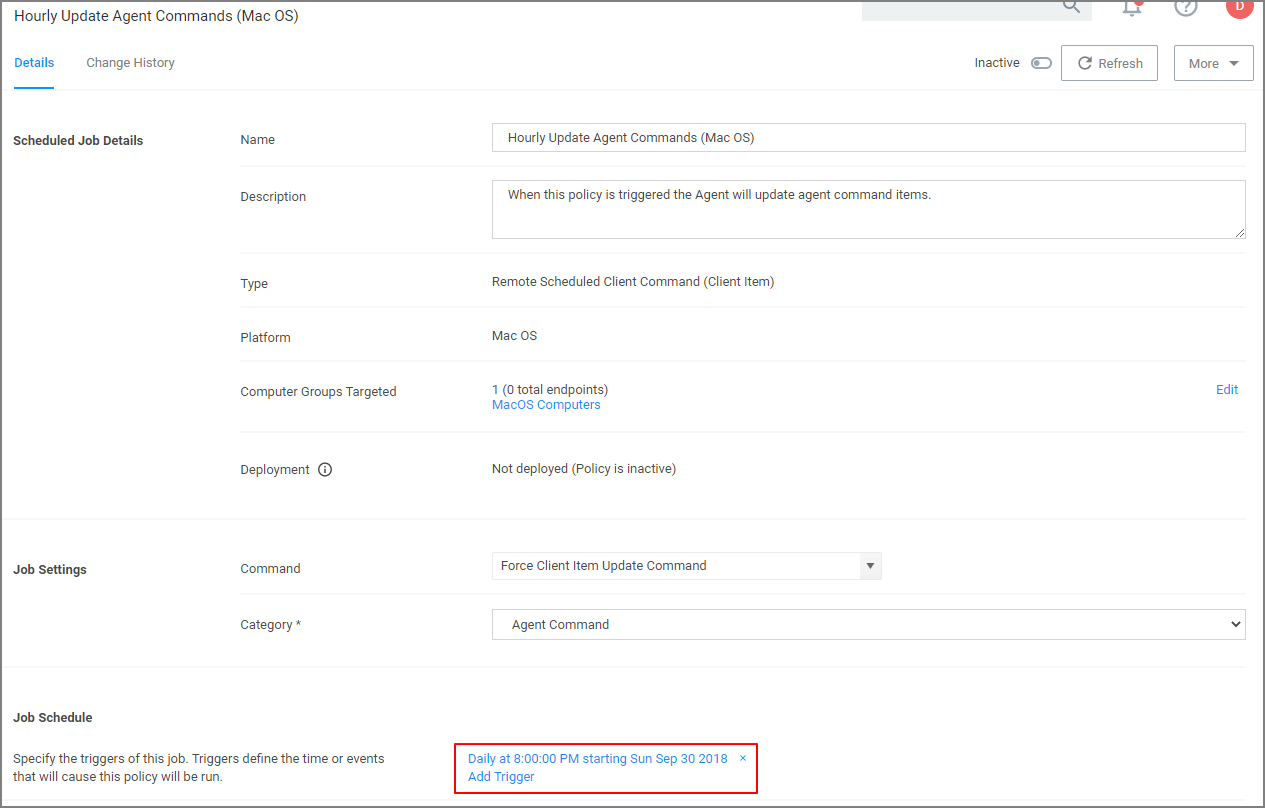 Hourly Update Agent Commands (Mac OS)
D
Details
Change History
Inactive
Refresh
More
Scheduled Job Details
Name
Hourly Update Agent Commands (Mac OS)
Description
When this policy is triggered the Agent will update agent command items.
Type
Remote Scheduled Client Command (Client Item)
Platform
Mac OS
Computer Groups Targeted
1 (0 total endpoints)
Edit
MacOS Computers
Deployment
Not deployed (Policy is inactive)
Job Settings
Command
Force Client Item Update Command
Category *
Agent Command
Job Schedule
Specify the triggers of this job. Triggers define the time or events
that will cause this policy will be run.
Daily at 8:00:00 PM starting Sun Sep 30 2018 ×
Add Trigger